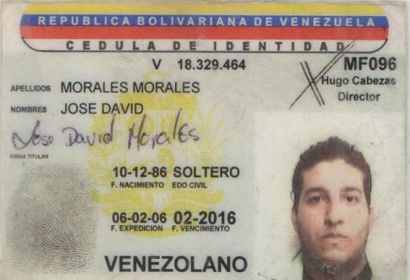 REPUBLICA BOLIVARIANA DE VENEZUELA
CEDULA DE IDENTIDAD
V 18.329.464 MF096
Hugo Cabezas
Director
APELLIDOS MORALES MORALES
NOMBRES JOSE DAVID
Jose David Morales
FIRMA TITULAR
10-12-86 SOLTERO
F. NACIMIENTO EDO CIVIL
06-02-06 02-2016
F. EXPEDICION F. VENCIMIENTO
VENEZOLANO